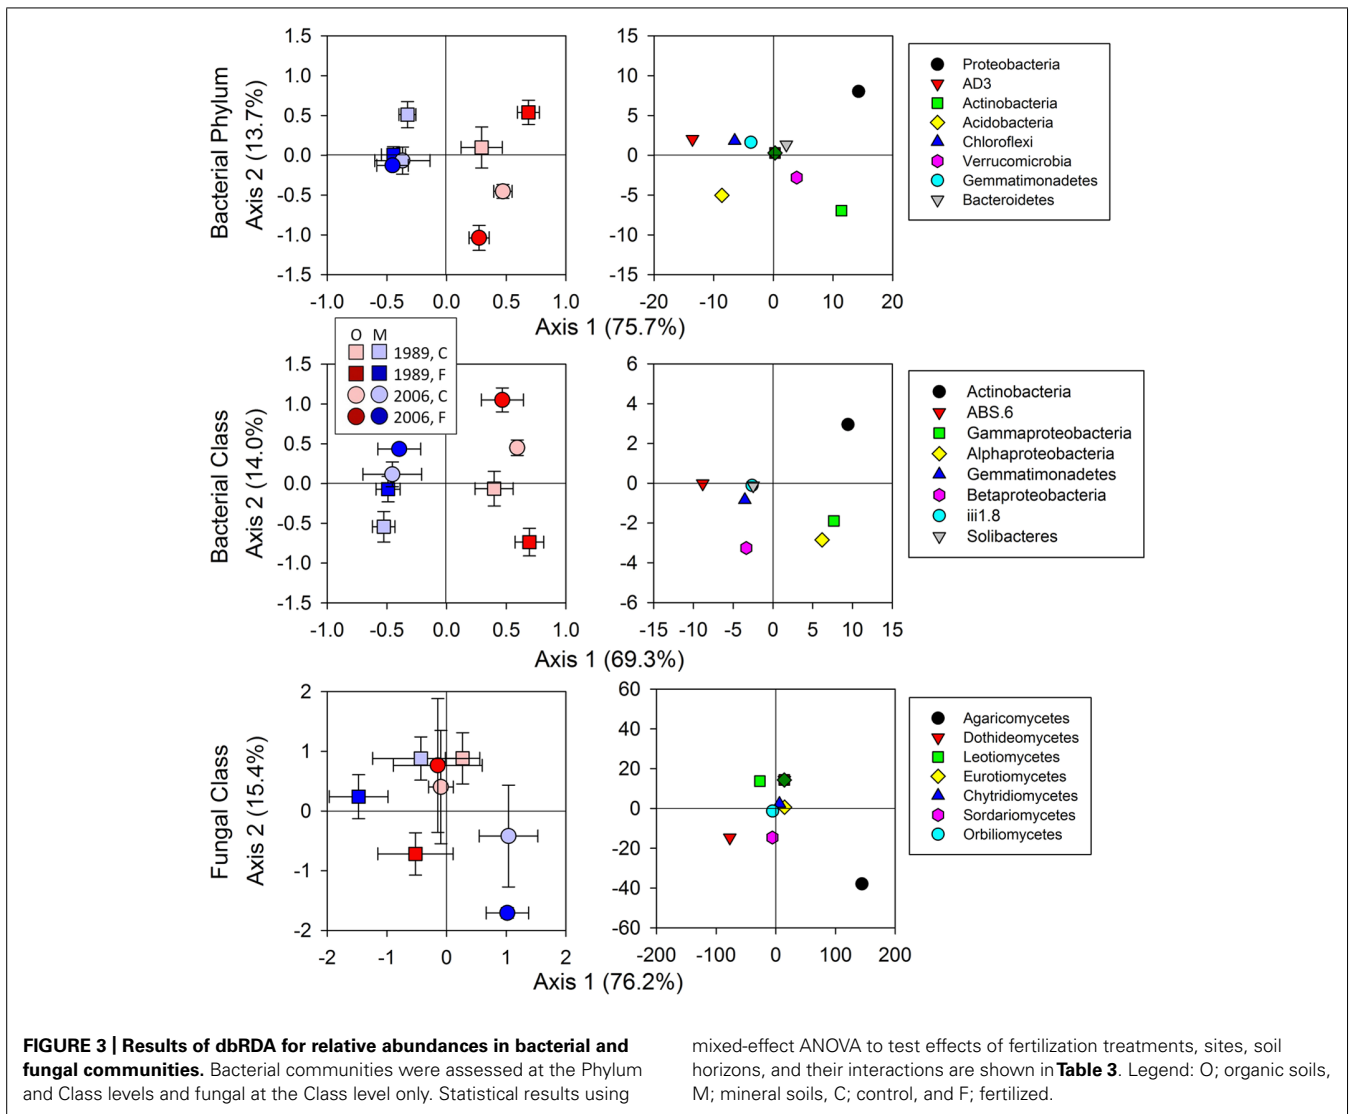 Bacterial Phylum
Axis 2 (13.7%)
1.5
1.0
0.5
0.0
-0.5
-1.0
-1.5
-1.0 -0.5 0.0 0.5 1.0
15
10
5
0
-5
-10
-15
-20 -10 0 10 20
Axis 1 (75.7%)
Proteobacteria
AD3
Actinobacteria
Acidobacteria
Chloroflexi
Verrucomicrobia
Gemmatimonadetes
Bacteroidetes
O M
1989, C
1989, F
2006, C
2006, F
Bacterial Class
Axis 2 (14.0%)
1.5
1.0
0.5
0.0
-0.5
-1.0
-1.5
-1.0 -0.5 0.0 0.5 1.0
6
4
2
0
-2
-4
-6
-15 -10 -5 0 5 10 15
Axis 1 (69.3%)
Actinobacteria
ABS.6
Gammaproteobacteria
Alphaproteobacteria
Gemmatimonadetes
Betaproteobacteria
iii1.8
Solibacteres
Fungal Class
Axis 2 (15.4%)
2
1
0
-1
-2
-2 -1 0 1 2
60
40
20
0
-20
-40
-60
-200 -100 0 100 200
Axis 1 (76.2%)
Agaricomycetes
Dothideomycetes
Leotiomycetes
Eurotiomycetes
Chytridiomycetes
Sordariomycetes
Orbiliomycetes
FIGURE 3 | Results of dbRDA for relative abundances in bacterial and
fungal communities. Bacterial communities were assessed at the Phylum
and Class levels and fungal at the Class level only. Statistical results using
mixed-effect ANOVA to test effects of fertilization treatments, sites, soil
horizons, and their interactions are shown in Table 3. Legend: O; organic soils,
M; mineral soils, C; control, and F; fertilized.